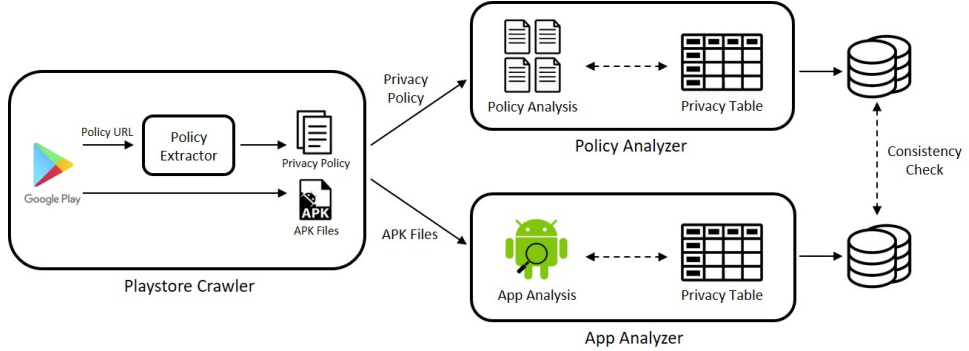 Policy URL
Policy
Extractor
Privacy Policy
Google Play
APK
APK Files
Playstore Crawler
Privacy
Policy
APK Files
Policy Analysis
Privacy Table
Policy Analyzer
App Analysis
Privacy Table
App Analyzer
Consistency
Check